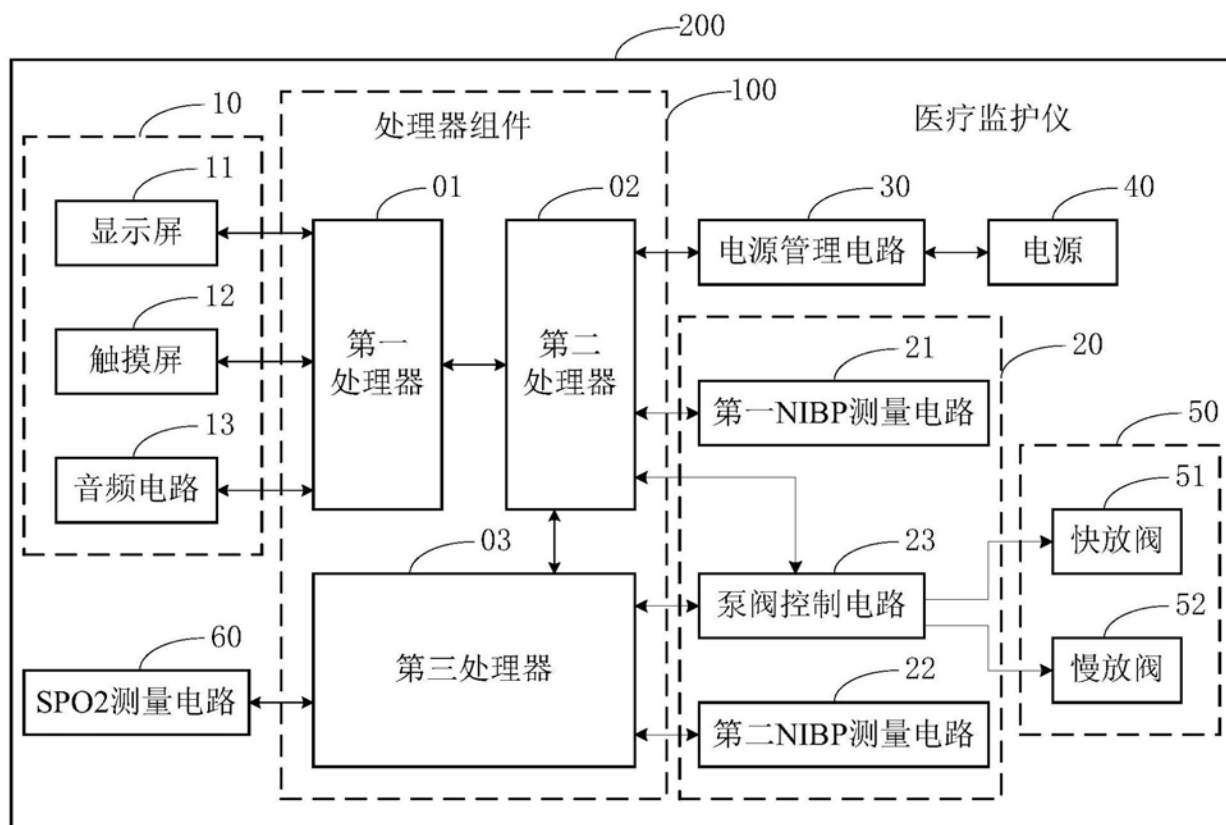 200
10
处理器组件
100
医疗监护仪
11
显示屏
01
02
30
电源管理电路
40
电源
12
触摸屏
第一
处理器
第二
处理器
21
第一NIBP测量电路
20
13
音频电路
50
51
快放阀
03
第三处理器
23
泵阀控制电路
52
慢放阀
60
SPO2测量电路
22
第二NIBP测量电路